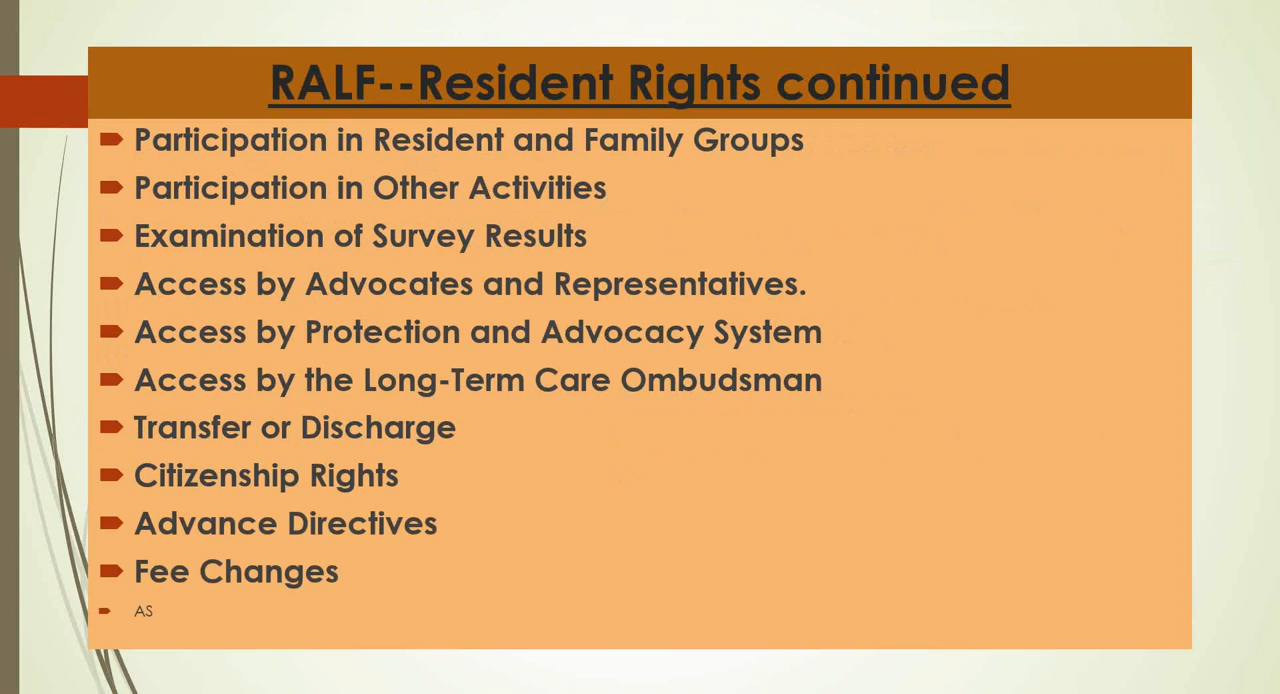 RALF--Resident Rights continued
Participation in Resident and Family Groups
Participation in Other Activities
Examination of Survey Results
Access by Advocates and Representatives.
Access by Protection and Advocacy System
Access by the Long-Term Care Ombudsman
Transfer or Discharge
Citizenship Rights
Advance Directives
Fee Changes
AS